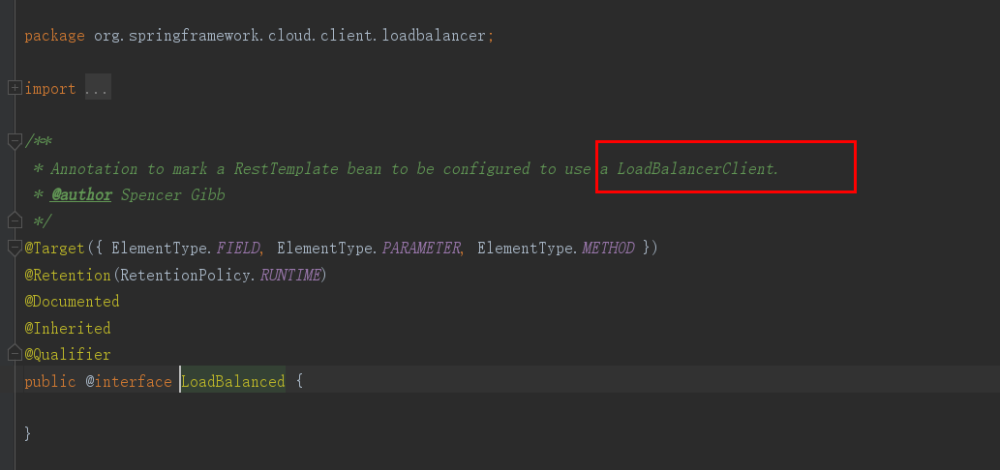 package org.springframework.cloud.client.loadbalancer;
import ...
/**
* Annotation to mark a RestTemplate bean to be configured to use a LoadBalancerClient.
* @author Spencer Gibb
*/
@Target({ ElementType.FIELD, ElementType.PARAMETER, ElementType.METHOD })
@Retention(RetentionPolicy.RUNTIME)
@Documented
@Inherited
@Qualifier
public @interface LoadBalanced {
}